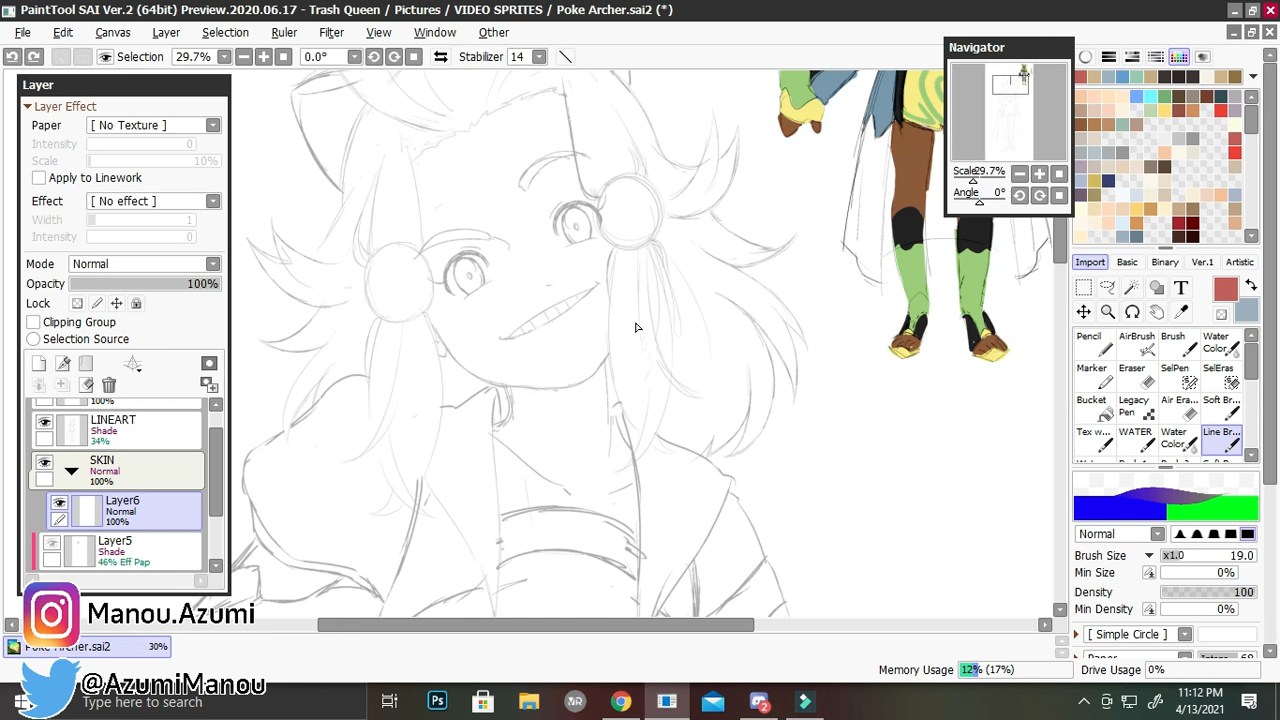 PaintTool SAI Ver.2 (64bit) Preview.2020.06.17 - Trash Queen / Pictures / VIDEO SPRITES / Poke Archer.sai2 (*)
File Edit Canvas Layer Selection Ruler Filter View Window Other
Selection 29.7% 0.0° Stabilizer 14
Layer
Layer Effect
Paper [ No Texture ]
Intensity 0
Scale 10%
Apply to Linework
Effect [ No effect ]
Width 1
Intensity 0
Mode Normal
Opacity 100%
Lock
Clipping Group
Selection Source
100%
LINEART
Shade
34%
SKIN
Normal
100%
Layer6
Normal
100%
Layer5
Shade
46% Eff Pap
Manou.Azumi
Poke Archer.sai2 30%
@AzumiManou
Navigator
Scale 29.7%
Angle 0°
Import Basic Binary Ver.1 Artistic
T
Pencil AirBrush Brush Water Color..
Marker Eraser SelPen SelEras
Bucket Legacy Pen Air Era... Soft B...
Tex w... WATER Water Color.. Line Br...
Normal
Brush Size x1.0 19.0
Min Size 0%
Density 100
Min Density 0%
[ Simple Circle ]
Memory Usage 12% (17%) Drive Usage 0%
Type here to search
Ps
2
11:12 PM
4/13/2021